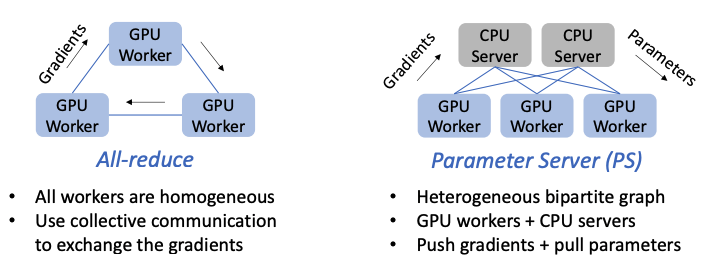 Gradients
GPU
Worker
GPU
Worker
GPU
Worker
All-reduce
• All workers are homogeneous
• Use collective communication
to exchange the gradients
Gradients
CPU
Server
CPU
Server
Parameters
GPU
Worker
GPU
Worker
GPU
Worker
Parameter Server (PS)
• Heterogeneous bipartite graph
• GPU workers + CPU servers
• Push gradients + pull parameters